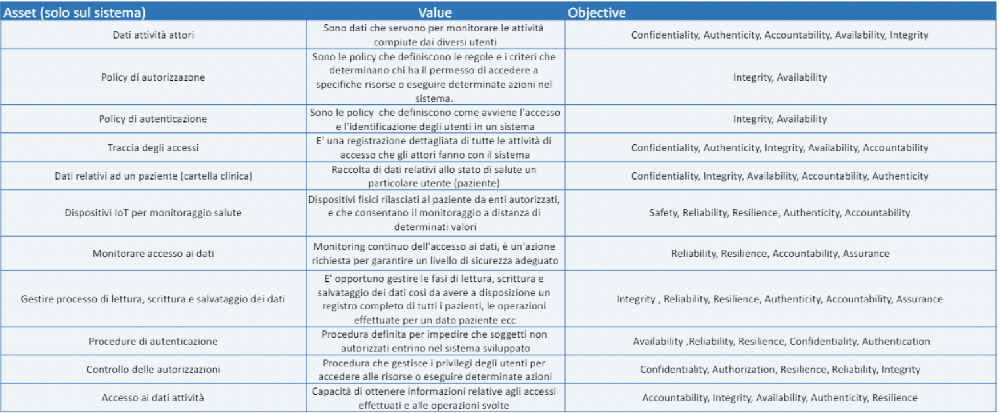 Asset (solo sul sistema) Value Objective
Dati attività attori
Sono dati che servono per monitorare le attività
compiute dai diversi utenti
Confidentiality, Authenticity, Accountability, Availability, Integrity
Policy di autorizzazone
Sono le policy che definiscono le regole e i criteri che
determinano chi ha il permesso di accedere a
specifiche risorse o eseguire determinate azioni nel
sistema.
Integrity, Availability
Policy di autenticazione
Sono le policy  che definiscono come avviene l'accesso
e l'identificazione degli utenti in un sistema
Integrity, Availability
Traccia degli accessi
E' una registrazione dettagliata di tutte le attività di
accesso che gli attori fanno con il sistema
Confidentiality, Authenticity, Integrity, Availability, Accountability
Dati relativi ad un paziente (cartella clinica)
Raccolta di dati relativi allo stato di salute un
particolare utente (paziente)
Confidentiality, Integrity, Availability, Accountability, Authenticity
Dispositivi IoT per monitoraggio salute
Dispositivi fisici rilasciati al paziente da enti autorizzati,
e che consentano il monitoraggio a distanza di
determinati valori
Safety, Reliability, Resilience, Authenticity, Accountability
Monitorare accesso ai dati
Monitoring continuo dell'accesso ai dati, è un'azione
richiesta per garantire un livello di sicurezza adeguato
Reliability, Resilience, Accountability, Assurance
Gestire processo di lettura, scrittura e salvataggio dei dati
E' opportuno gestire le fasi di lettura, scrittura e
salvataggio dei dati così da avere a disposizione un
registro completo di tutti i pazienti, le operazioni
effettuate per un dato paziente ecc
Integrity , Reliability, Resilience, Authenticity, Accountability, Assurance
Procedure di autenticazione
Procedura definita per impedire che soggetti non
autorizzati entrino nel sistema sviluppato
Availability ,Reliability, Resilience, Confidentiality, Authentication
Controllo delle autorizzazioni
Procedura che gestisce i privilegi degli utenti per
accedere alle risorse o eseguire determinate azioni
Confidentiality, Authorization, Resilience, Reliability, Integrity
Accesso ai dati attività
Capacità di ottenere informazioni relative agli accessi
effettuati e alle operazioni svolte
Accountability, Integrity, Availability, Authenticity, Resilience